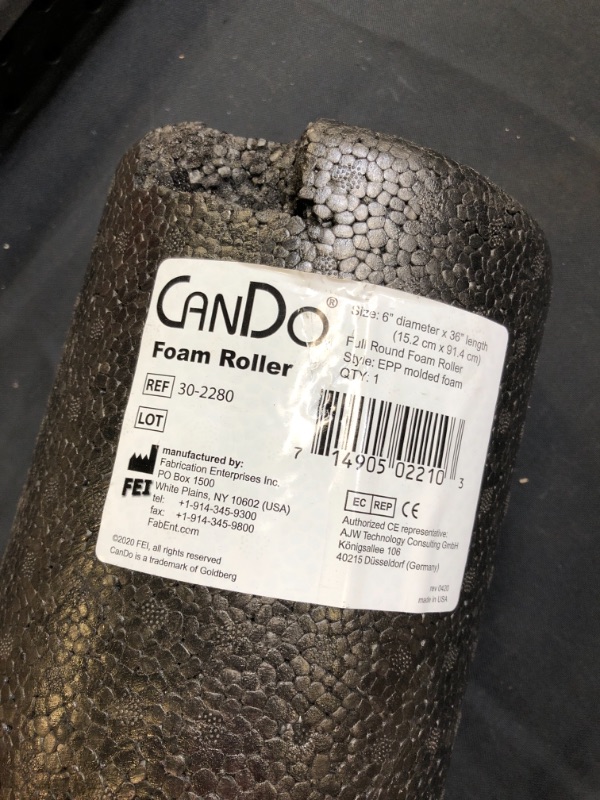 CANDO®
Foam Roller
REF 30-2280
LOT
Size: 6" diameter x 36" length
(15.2 cm x 91.4 cm)
Full Round Foam Roller
Style: EPP molded foam
QTY: 1
7 14905 02210 3
manufactured by:
Fabrication Enterprises Inc.
PO Box 1500
White Plains, NY 10602 (USA)
tel: +1-914-345-9300
fax: +1-914-345-9800
FabEnt.com
FEI
©2020 FEI, all rights reserved
CanDo is a trademark of Goldberg
EC REP CE
Authorized CE representative:
AJW Technology Consulting GmbH
Königsallee 106
40215 Düsseldorf (Germany)
rev 0420
made in USA